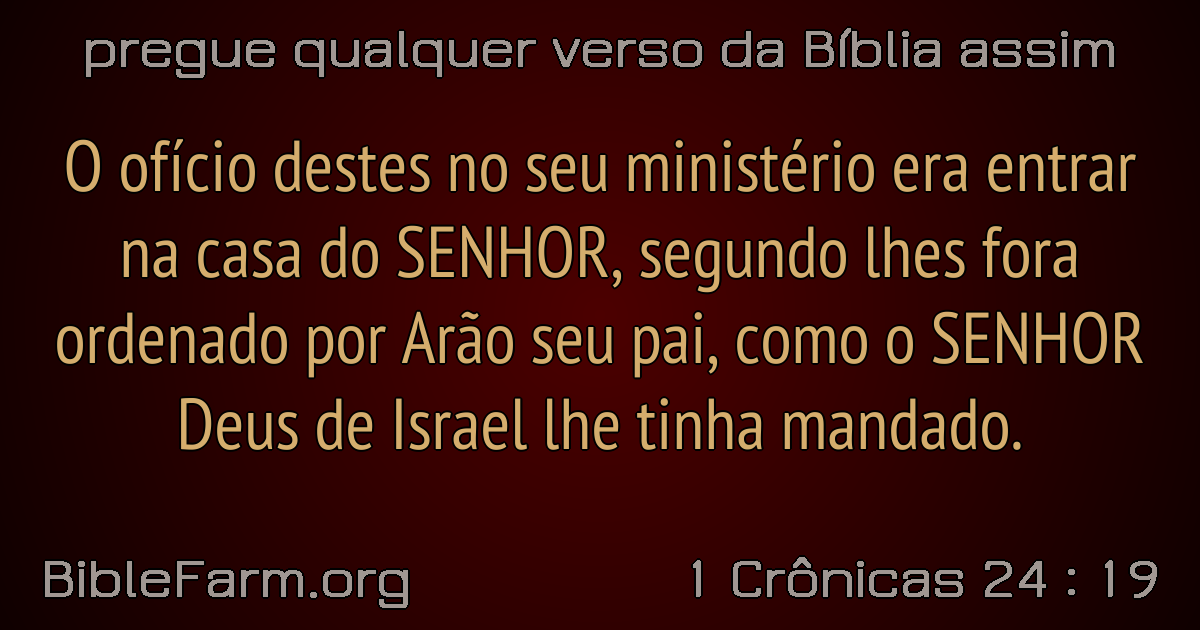 pregue qualquer verso da Bíblia assim
O ofício destes no seu ministério era entrar
na casa do SENHOR, segundo lhes fora
ordenado por Arão seu pai, como o SENHOR
Deus de Israel lhe tinha mandado.
BibleFarm.org
1 Crônicas 24 : 19